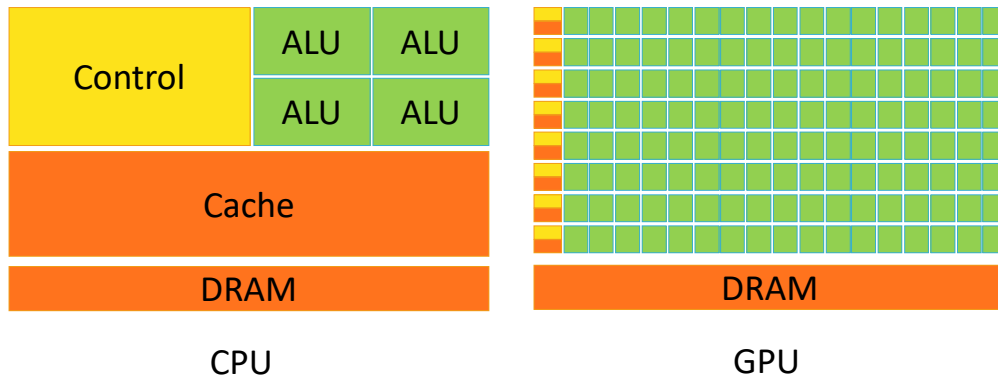 Control
ALU ALU
ALU ALU
Cache
DRAM
CPU
DRAM
GPU